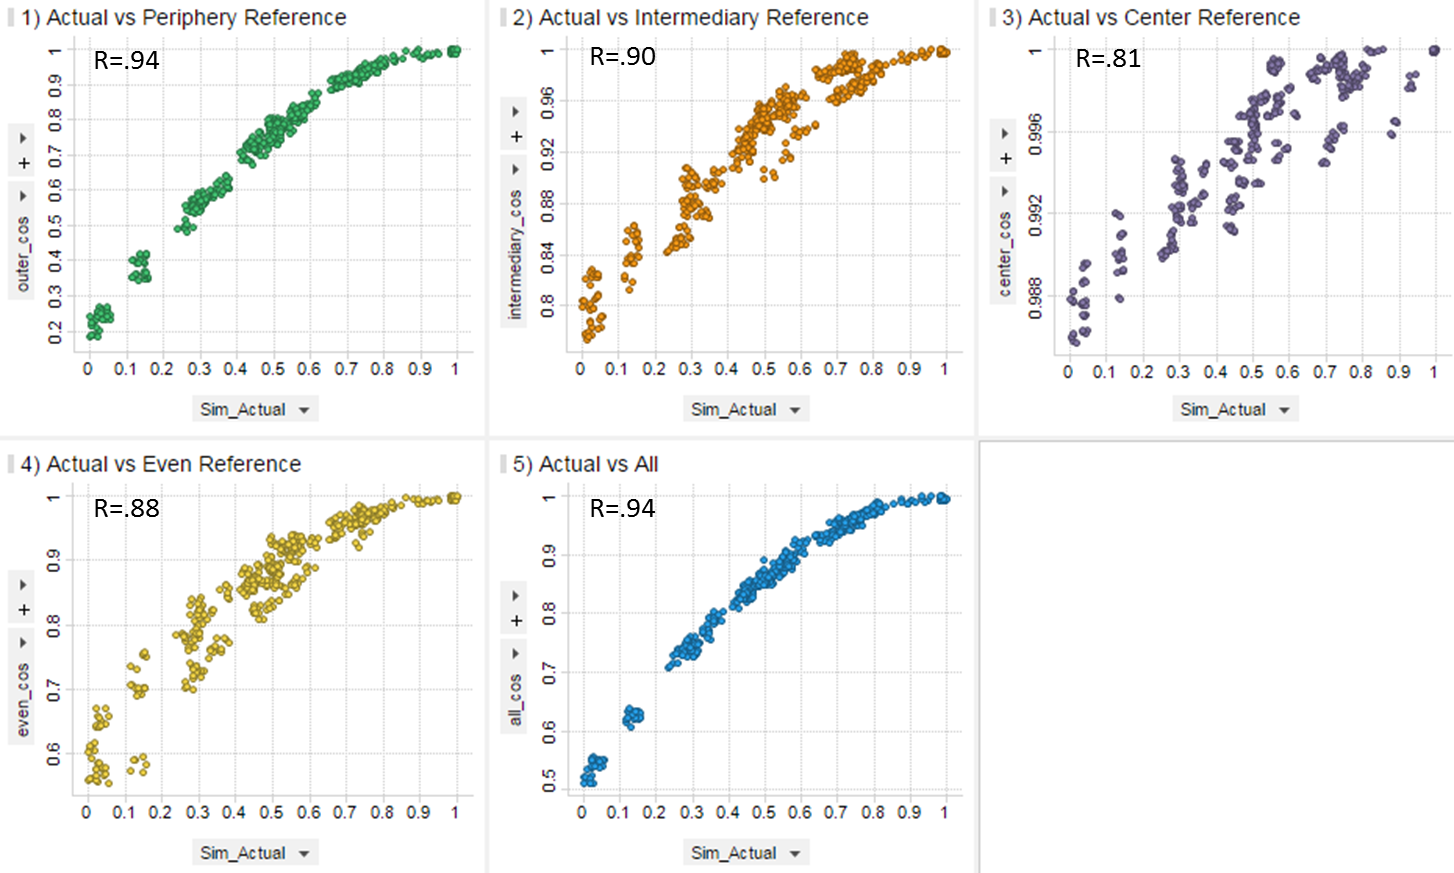 1) Actual vs Periphery Reference
R=.94
1
0.9
0.8
0.7
0.6
0.5
0.4
0.3
0.2
outer_cos
+
0 0.1 0.2 0.3 0.4 0.5 0.6 0.7 0.8 0.9 1
Sim_Actual
2) Actual vs Intermediary Reference
R=.90
1
0.96
0.92
0.88
0.84
0.8
intermediary_cos
+
0 0.1 0.2 0.3 0.4 0.5 0.6 0.7 0.8 0.9 1
Sim_Actual
3) Actual vs Center Reference
R=.81
1
0.996
0.992
0.988
center_cos
+
0 0.1 0.2 0.3 0.4 0.5 0.6 0.7 0.8 0.9 1
Sim_Actual
4) Actual vs Even Reference
R=.88
1
0.9
0.8
0.7
0.6
even_cos
+
0 0.1 0.2 0.3 0.4 0.5 0.6 0.7 0.8 0.9 1
Sim_Actual
5) Actual vs All
R=.94
1
0.9
0.8
0.7
0.6
0.5
all_cos
+
0 0.1 0.2 0.3 0.4 0.5 0.6 0.7 0.8 0.9 1
Sim_Actual